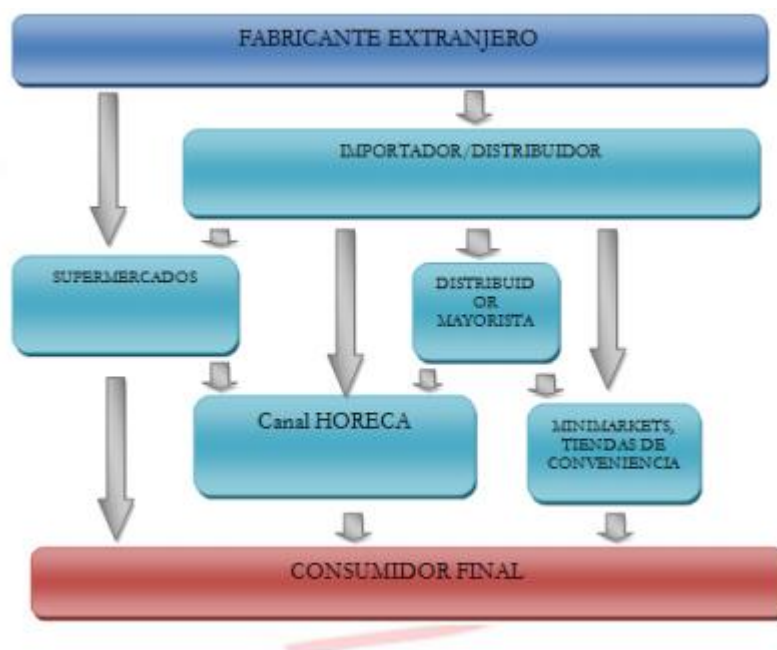 FABRICANTE EXTRANJERO
IMPORTADOR/DISTRIBUIDOR
SUPERMERCADOS
DISTRIBUID
OR
MAYORISTA
Canal HORECA
MINIMARKETS,
TIENDAS DE
CONVENIENCIA
CONSUMIDOR FINAL